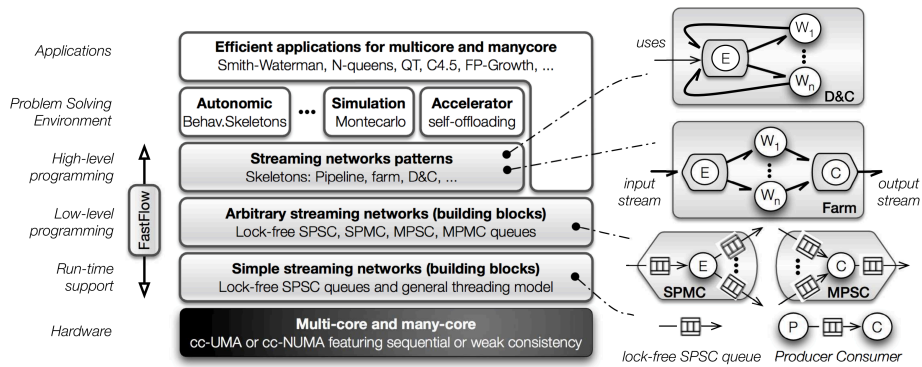 Applications
Efficient applications for multicore and manycore
Smith-Waterman, N-queens, QT, C4.5, FP-Growth, ...
Problem Solving
Environment
Autonomic
Behav.Skeletons
...
Simulation
Montecarlo
Accelerator
self-offloading
High-level
programming
Streaming networks patterns
Skeletons: Pipeline, farm, D&C, ...
Low-level
programming
Arbitrary streaming networks (building blocks)
Lock-free SPSC, SPMC, MPSC, MPMC queues
FastFlow
Run-time
support
Simple streaming networks (building blocks)
Lock-free SPSC queues and general threading model
Hardware
Multi-core and many-core
cc-UMA or cc-NUMA featuring sequential or weak consistency
uses
E
W1
Wn
D&C
input
stream
E
W1
Wn
C
Farm
output
stream
E
SPMC
C
MPSC
lock-free SPSC queue
P
C
Producer Consumer